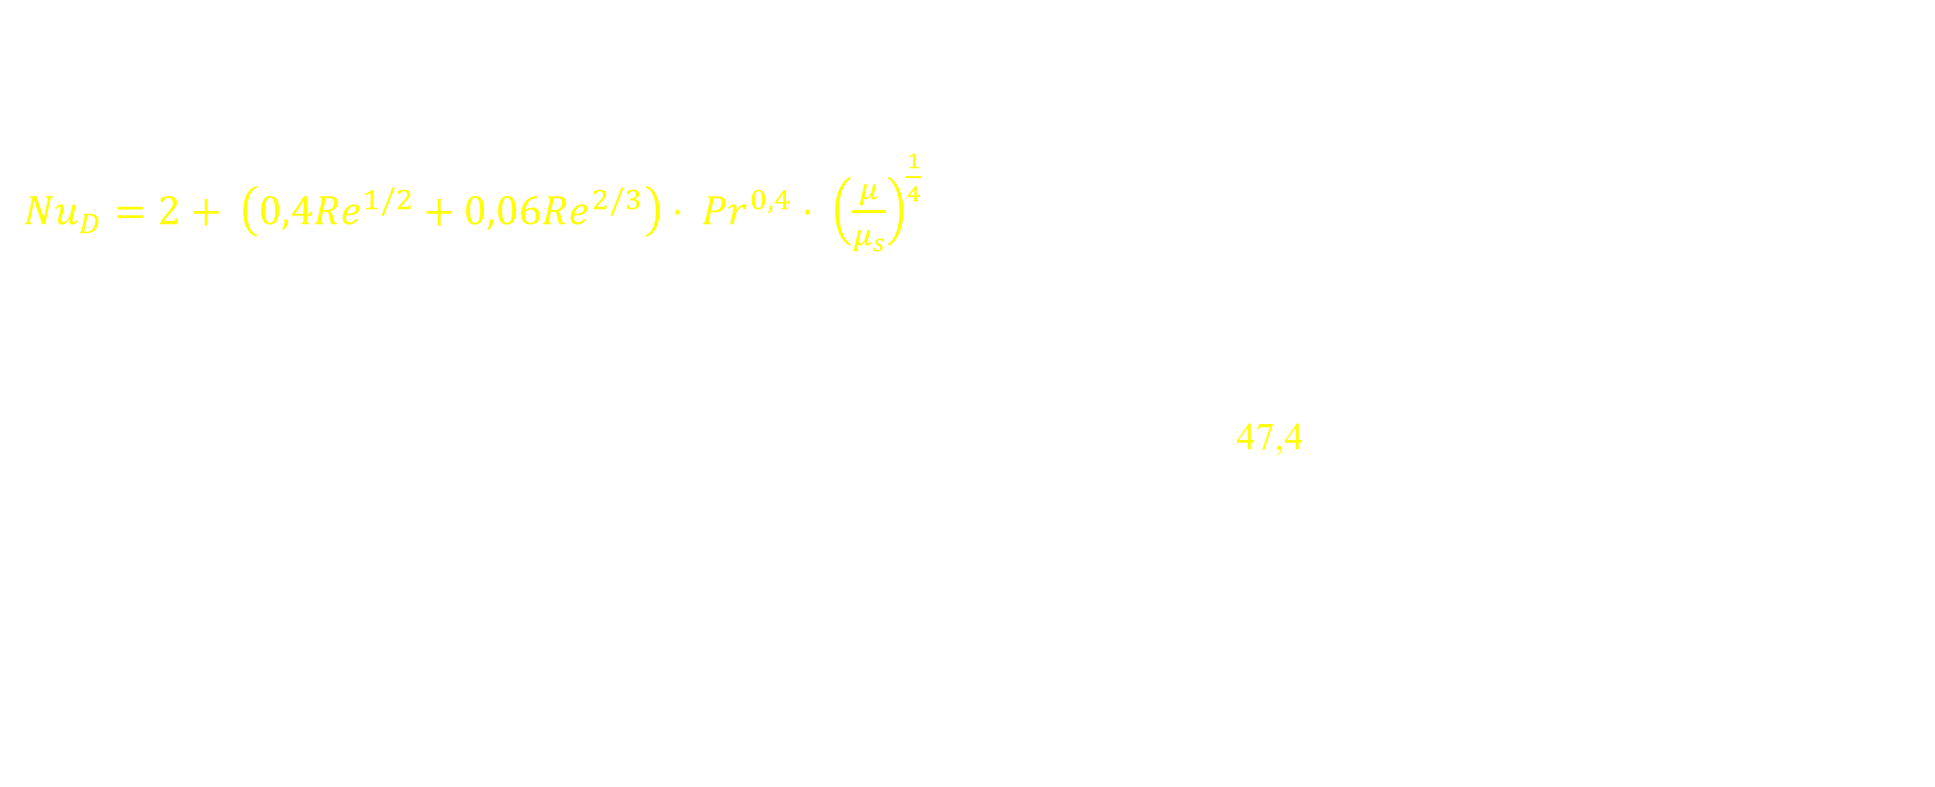 Nu_D = 2 + (0,4Re^{1/2} + 0,06Re^{2/3}) · Pr^{0,4} · (μ/μ_s)^{1/4}
47,4